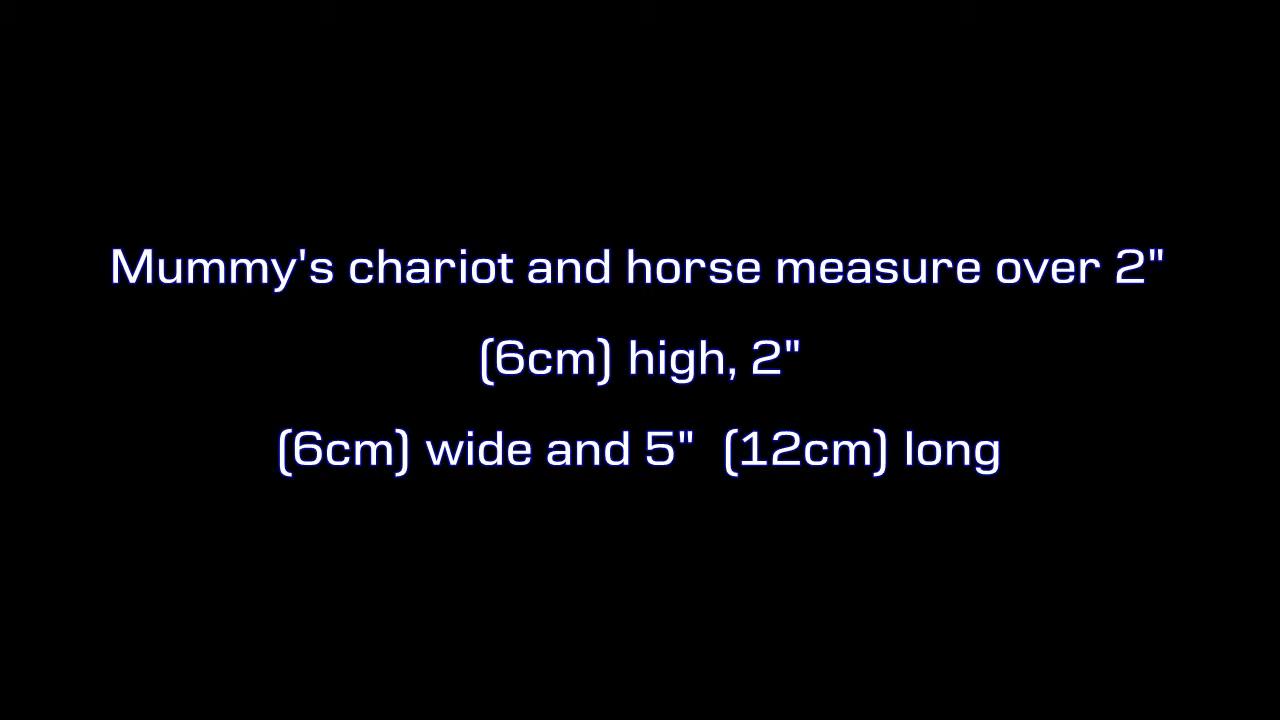 Mummy's chariot and horse measure over 2"
(6cm) high, 2"
(6cm) wide and 5"  (12cm) long